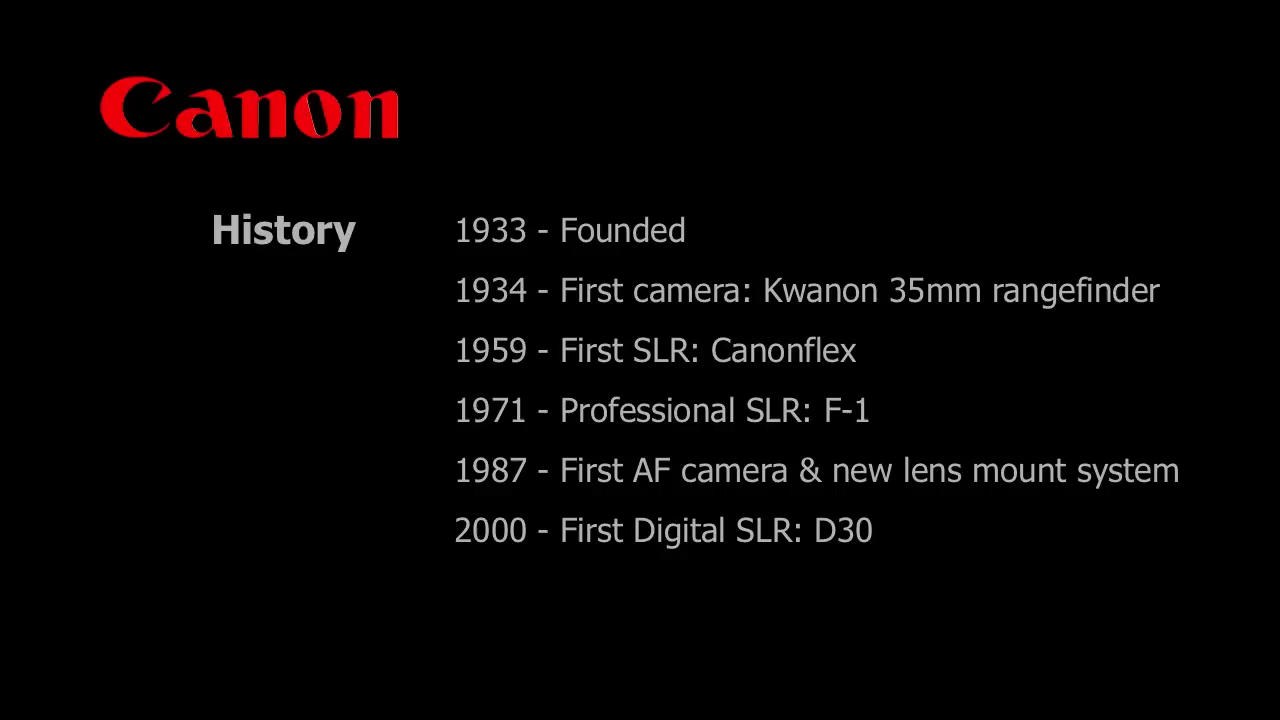 Canon
History
1933 - Founded
1934 - First camera: Kwanon 35mm rangefinder
1959 - First SLR: Canonflex
1971 - Professional SLR: F-1
1987 - First AF camera & new lens mount system
2000 - First Digital SLR: D30